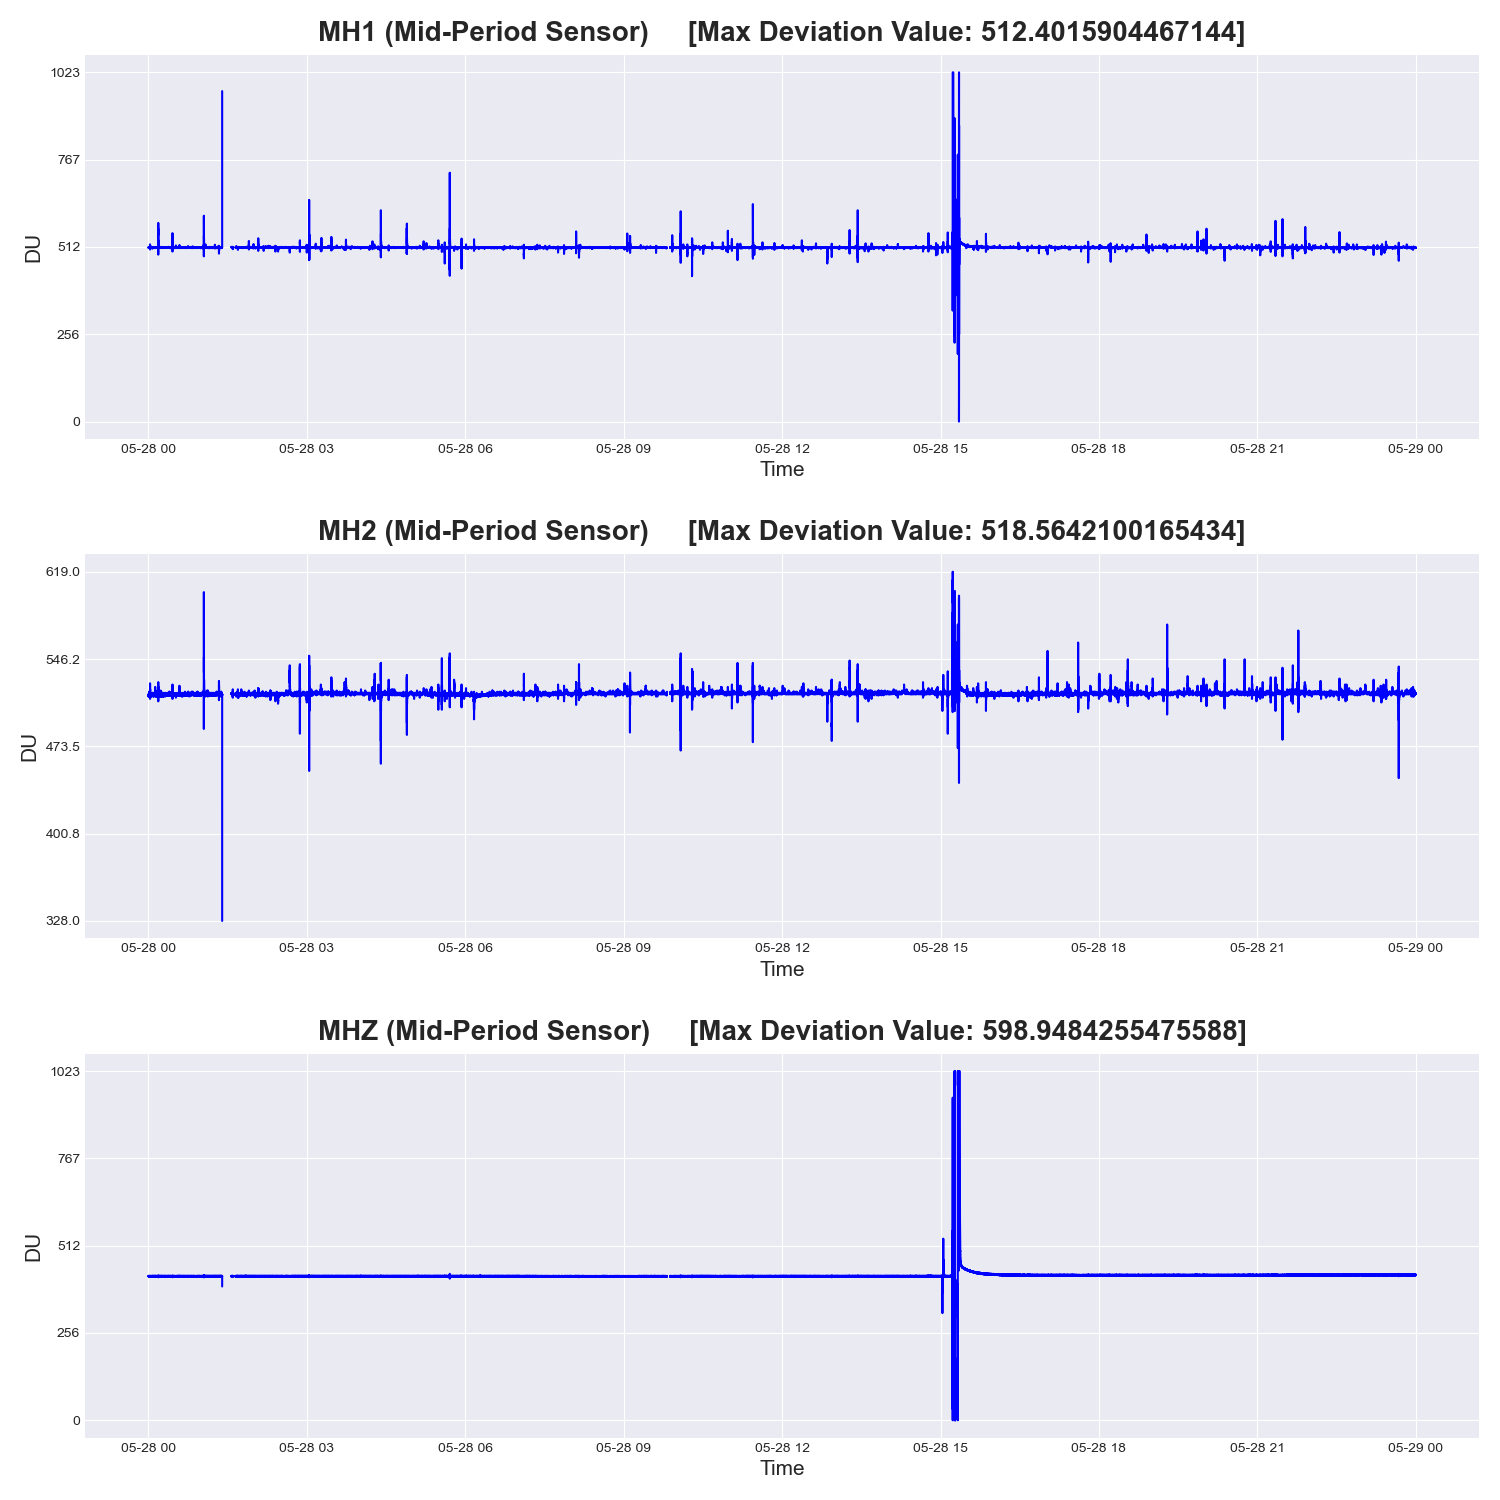 MH1 (Mid-Period Sensor) [Max Deviation Value: 512.4015904467144]
1023
767
512
256
0
DU
05-28 00 05-28 03 05-28 06 05-28 09 05-28 12 05-28 15 05-28 18 05-28 21 05-29 00
Time
MH2 (Mid-Period Sensor) [Max Deviation Value: 518.5642100165434]
619.0
546.2
473.5
400.8
328.0
DU
05-28 00 05-28 03 05-28 06 05-28 09 05-28 12 05-28 15 05-28 18 05-28 21 05-29 00
Time
MHZ (Mid-Period Sensor) [Max Deviation Value: 598.9484255475588]
1023
767
512
256
0
DU
05-28 00 05-28 03 05-28 06 05-28 09 05-28 12 05-28 15 05-28 18 05-28 21 05-29 00
Time